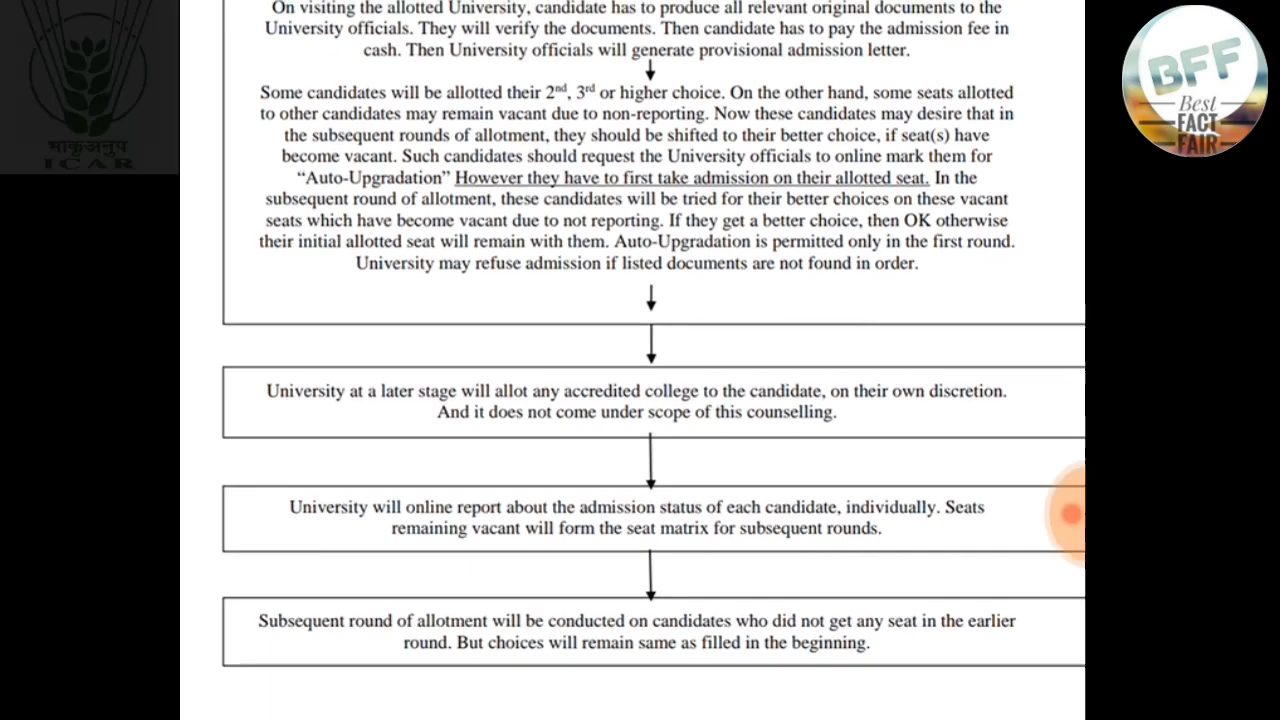 On visiting the allotted University, candidate has to produce all relevant original documents to the
University officials. They will verify the documents. Then candidate has to pay the admission fee in
cash. Then University officials will generate provisional admission letter.
Some candidates will be allotted their 2nd, 3rd or higher choice. On the other hand, some seats allotted
to other candidates may remain vacant due to non-reporting. Now these candidates may desire that in
the subsequent rounds of allotment, they should be shifted to their better choice, if seat(s) have
become vacant. Such candidates should request the University officials to online mark them for
“Auto-Upgradation” However they have to first take admission on their allotted seat. In the
subsequent round of allotment, these candidates will be tried for their better choices on these vacant
seats which have become vacant due to not reporting. If they get a better choice, then OK otherwise
their initial allotted seat will remain with them. Auto-Upgradation is permitted only in the first round.
University may refuse admission if listed documents are not found in order.
University at a later stage will allot any accredited college to the candidate, on their own discretion.
And it does not come under scope of this counselling.
University will online report about the admission status of each candidate, individually. Seats
remaining vacant will form the seat matrix for subsequent rounds.
Subsequent round of allotment will be conducted on candidates who did not get any seat in the earlier
round. But choices will remain same as filled in the beginning.
भाकृअनुप
ICAR
BFF
Best
FACT
FAIR